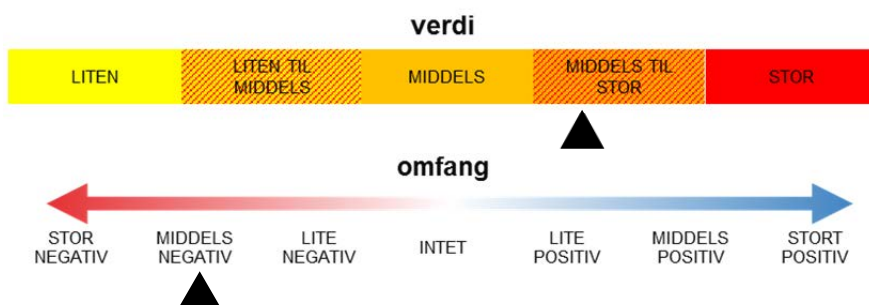 verdi
LITEN
LITEN TIL
MIDDELS
MIDDELS
MIDDELS TIL
STOR
STOR
omfang
STOR
NEGATIV
MIDDELS
NEGATIV
LITE
NEGATIV
INTET
LITE
POSITIV
MIDDELS
POSITIV
STORT
POSITIV